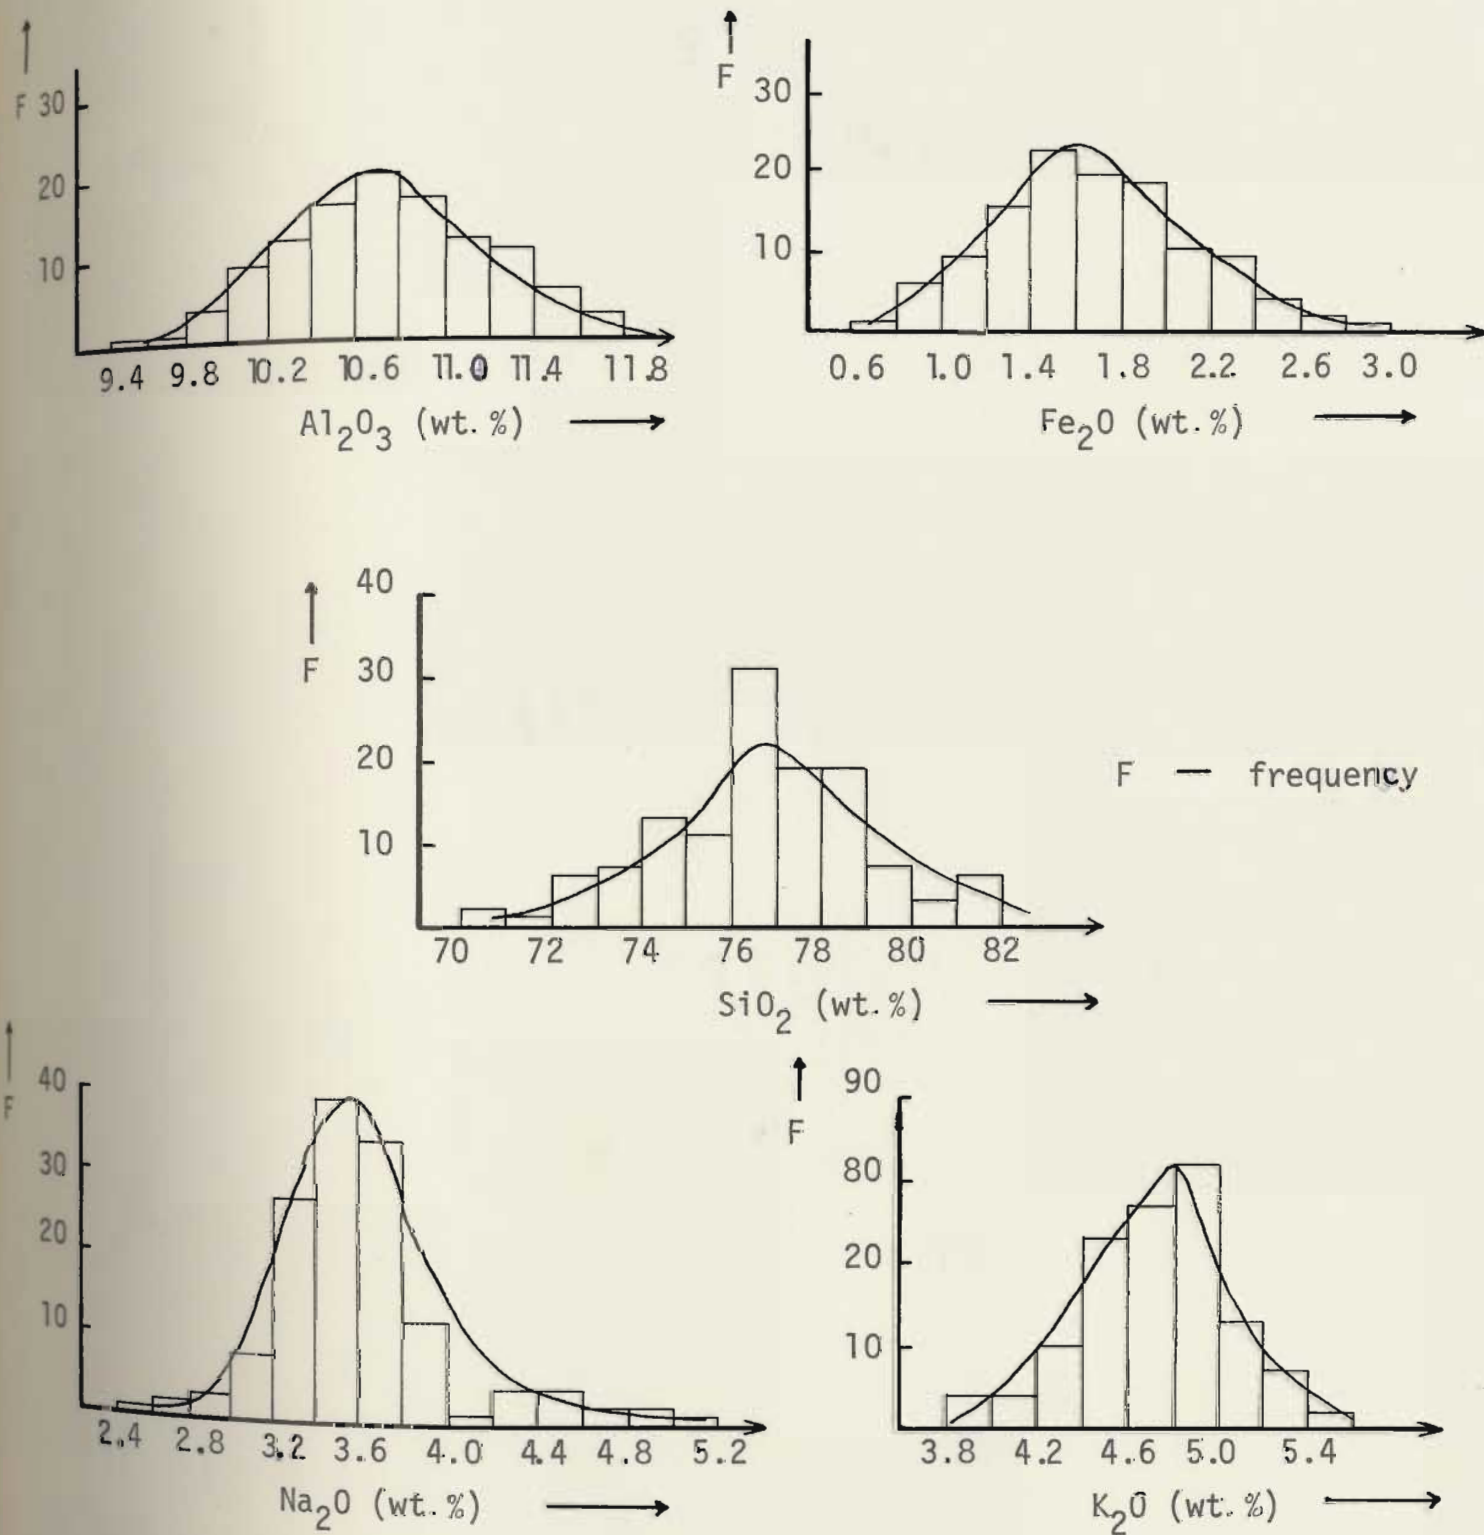 F 30
20
10
9.4 9.8 10.2 10.6 11.0 11.4 11.8
Al2O3 (wt.%)
F
30
20
10
0.6 1.0 1.4 1.8 2.2 2.6 3.0
Fe2O (wt.%)
F
40
30
20
10
70 72 74 76 78 80 82
SiO2 (wt.%)
F — frequency
F
40
30
20
10
2.4 2.8 3.2 3.6 4.0 4.4 4.8 5.2
Na2O (wt.%)
F
90
80
20
10
3.8 4.2 4.6 5.0 5.4
K2O (wt.%)